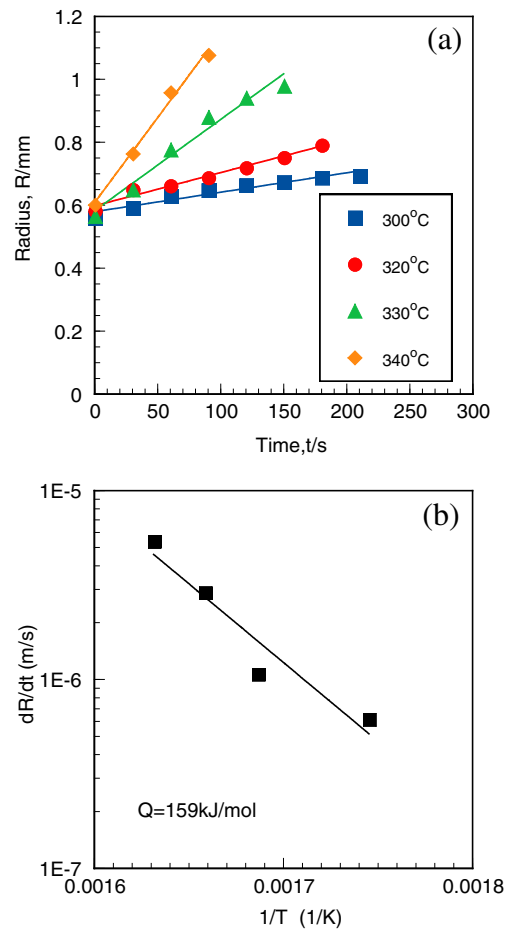 (a)
1.2
1
0.8
0.6
0.4
0.2
0
Radius, R/mm
300°C
320°C
330°C
340°C
0 50 100 150 200 250 300
Time,t/s
(b)
1E-5
1E-6
1E-7
dR/dt (m/s)
Q=159kJ/mol
0.0016 0.0017 0.0018
1/T (1/K)